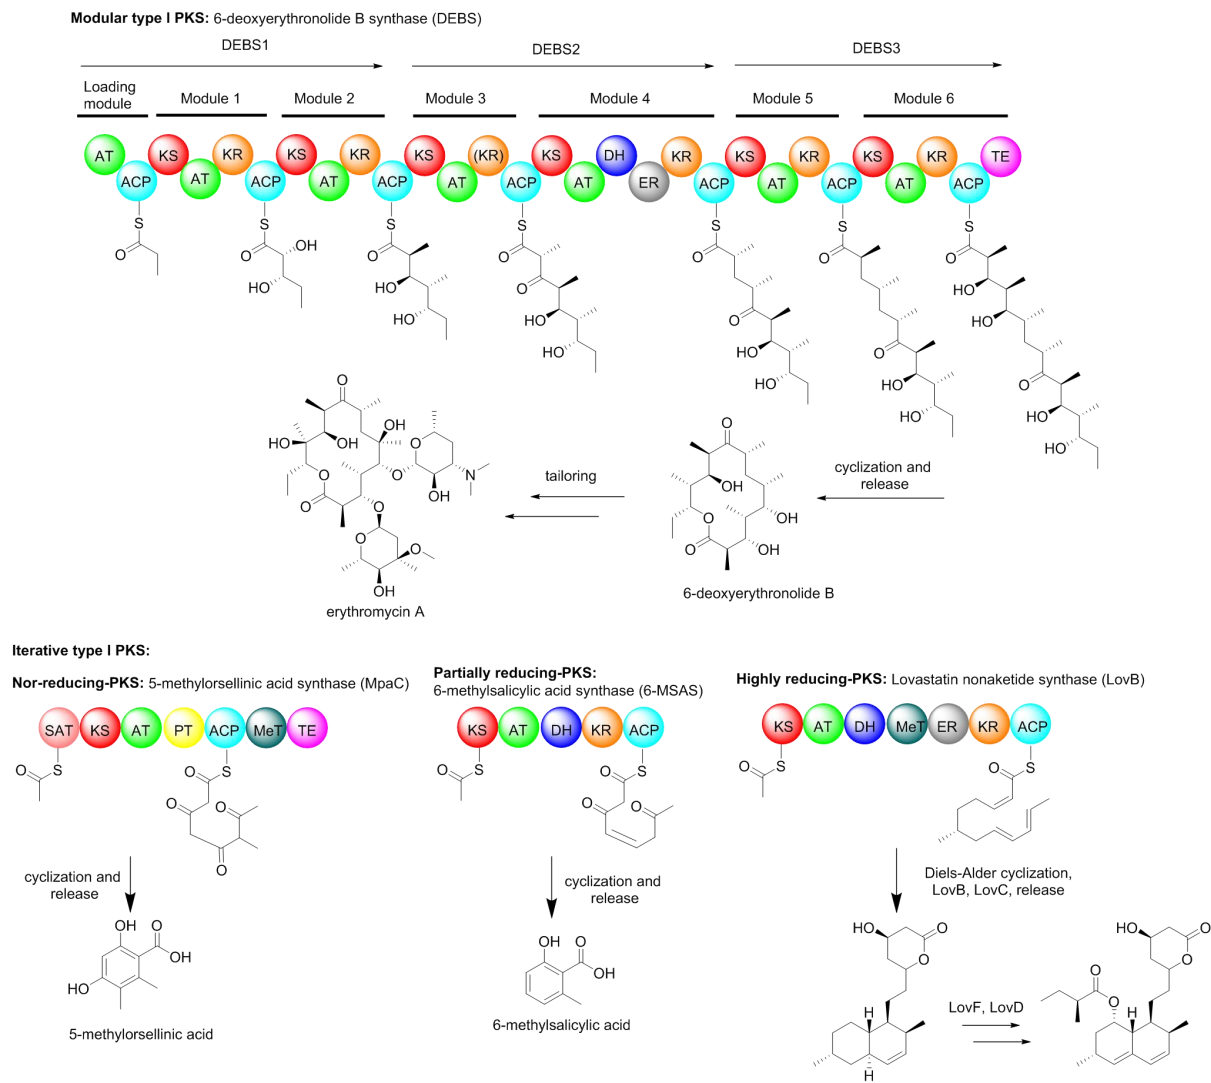 Modular type I PKS: 6-deoxyerythronolide B synthase (DEBS)
DEBS1 DEBS2 DEBS3
Loading module Module 1 Module 2 Module 3 Module 4 Module 5 Module 6
AT ACP KS AT KR ACP KS AT KR ACP KS AT (KR) ACP KS AT DH ER KR ACP KS AT KR ACP KS AT KR ACP TE
S S S S S S S
O O OH O O O O O
HO HO O O HO
HO HO O HO
HO HO O HO
HO HO O HO
HO
O
HO OH OH
O O N
O OH
O
O
O
OH
erythromycin A
tailoring
O
OH
O OH
O OH
6-deoxyerythronolide B
cyclization and
release
Iterative type I PKS:
Nor-reducing-PKS: 5-methylorsellinic acid synthase (MpaC)
SAT KS AT PT ACP MeT TE
O S O S
O O
O
cyclization and
release
OH O
OH
HO
5-methylorsellinic acid
Partially reducing-PKS:
6-methylsalicylic acid synthase (6-MSAS)
KS AT DH KR ACP
O S O S
O O
cyclization and
release
OH O
OH
6-methylsalicylic acid
Highly reducing-PKS: Lovastatin nonaketide synthase (LovB)
KS AT DH MeT ER KR ACP
O S O S
Diels-Alder cyclization,
LovB, LovC, release
HO O
O
H
H
LovF, LovD
HO O
O
O
O H